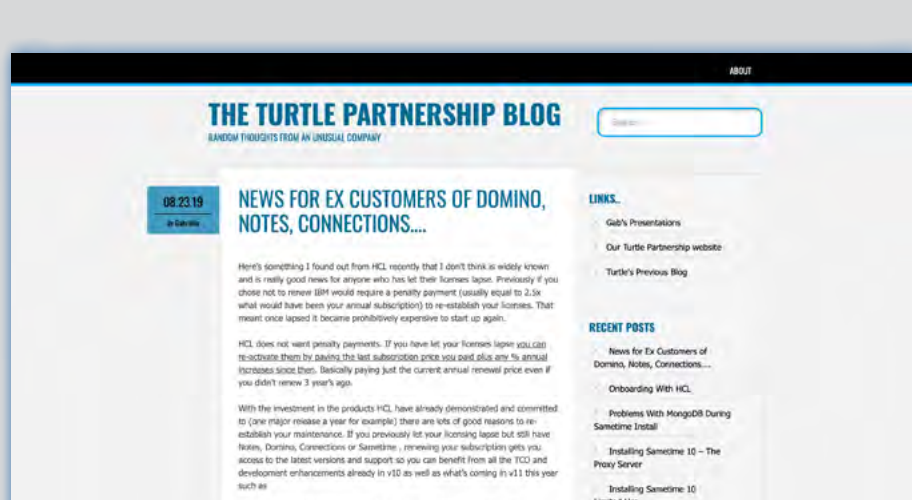 ABOUT
THE TURTLE PARTNERSHIP BLOG
RANDOM THOUGHTS FROM AN UNUSUAL COMPANY
08.23.19
NEWS FOR EX CUSTOMERS OF DOMINO,
NOTES, CONNECTIONS....
Here's something I found out from HCL recently that I don't think is widely known
and is really good news for anyone who has let their licenses lapse. Previously if you
chose not to renew IBM would require a penalty payment (usually equal to 2.5x
what would have been your annual subscription) to re-establish your licenses. That
meant once lapsed it became prohibitively expensive to start up again.
HCL does not want penalty payments. If you have let your licenses lapse you can
re-activate them by paying the last subscription price you paid plus any % annual
increases since then. Basically paying just the current annual renewal price even if
you didn't renew 3 year's ago.
With the investment in the products HCL have already demonstrated and committed
to (one major release a year for example) there are lots of good reasons to re-
establish your maintenance. If you previously let your licensing lapse but still have
Notes, Domino, Connections or Sametime , renewing your subscription gets you
access to the latest versions and support so you can benefit from all the TCO and
development enhancements already in v10 as well as what's coming in v11 this year
such as
LINKS..
Gab's Presentations
Our Turtle Partnership website
Turtle's Previous Blog
RECENT POSTS
News for Ex Customers of
Domino, Notes, Connections....
Onboarding With HCL
Problems With MongoDB During
Sametime Install
Installing Sametime 10 – The
Proxy Server
Installing Sametime 10